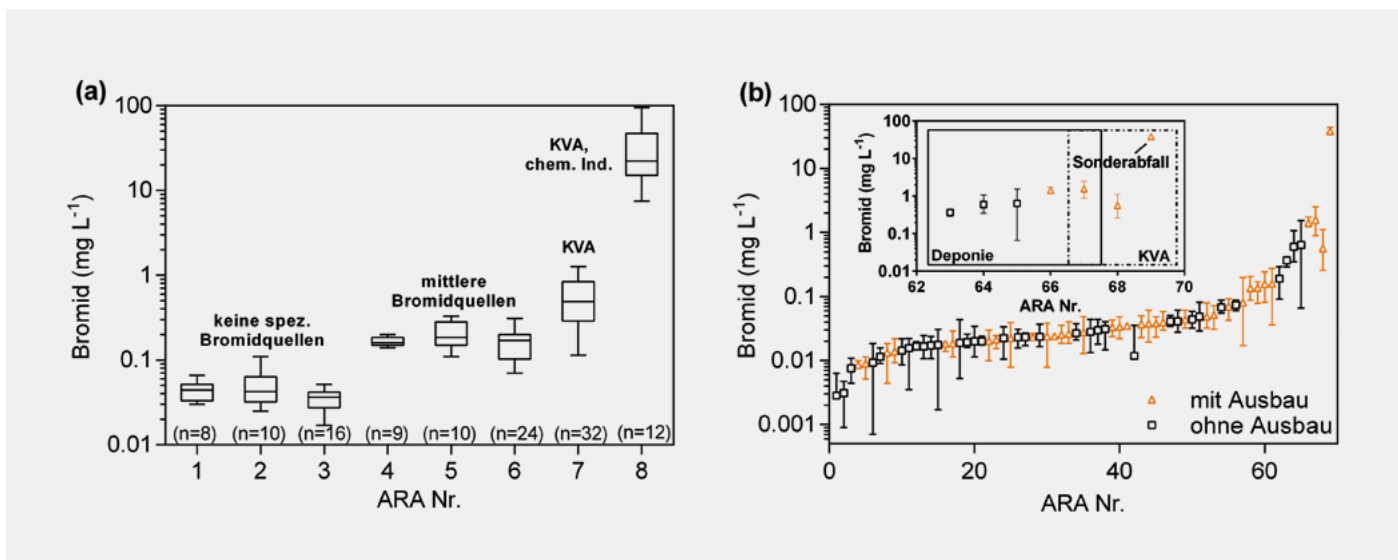 (a)
100
10
1
0.1
0.01
Bromid (mg L⁻¹)
keine spez.
Bromidquellen
mittlere
Bromidquellen
KVA
KVA,
chem. Ind.
(n=8) (n=10) (n=16) (n=9) (n=10) (n=24) (n=32) (n=12)
1 2 3 4 5 6 7 8
ARA Nr.
(b)
100
10
1
0.1
0.01
0.001
Bromid (mg L⁻¹)
100
10
1
0.1
0.01
Bromid (mg L⁻¹)
Sonderabfall
Deponie
KVA
62 64 66 68 70
ARA Nr.
mit Ausbau
ohne Ausbau
0 20 40 60
ARA Nr.